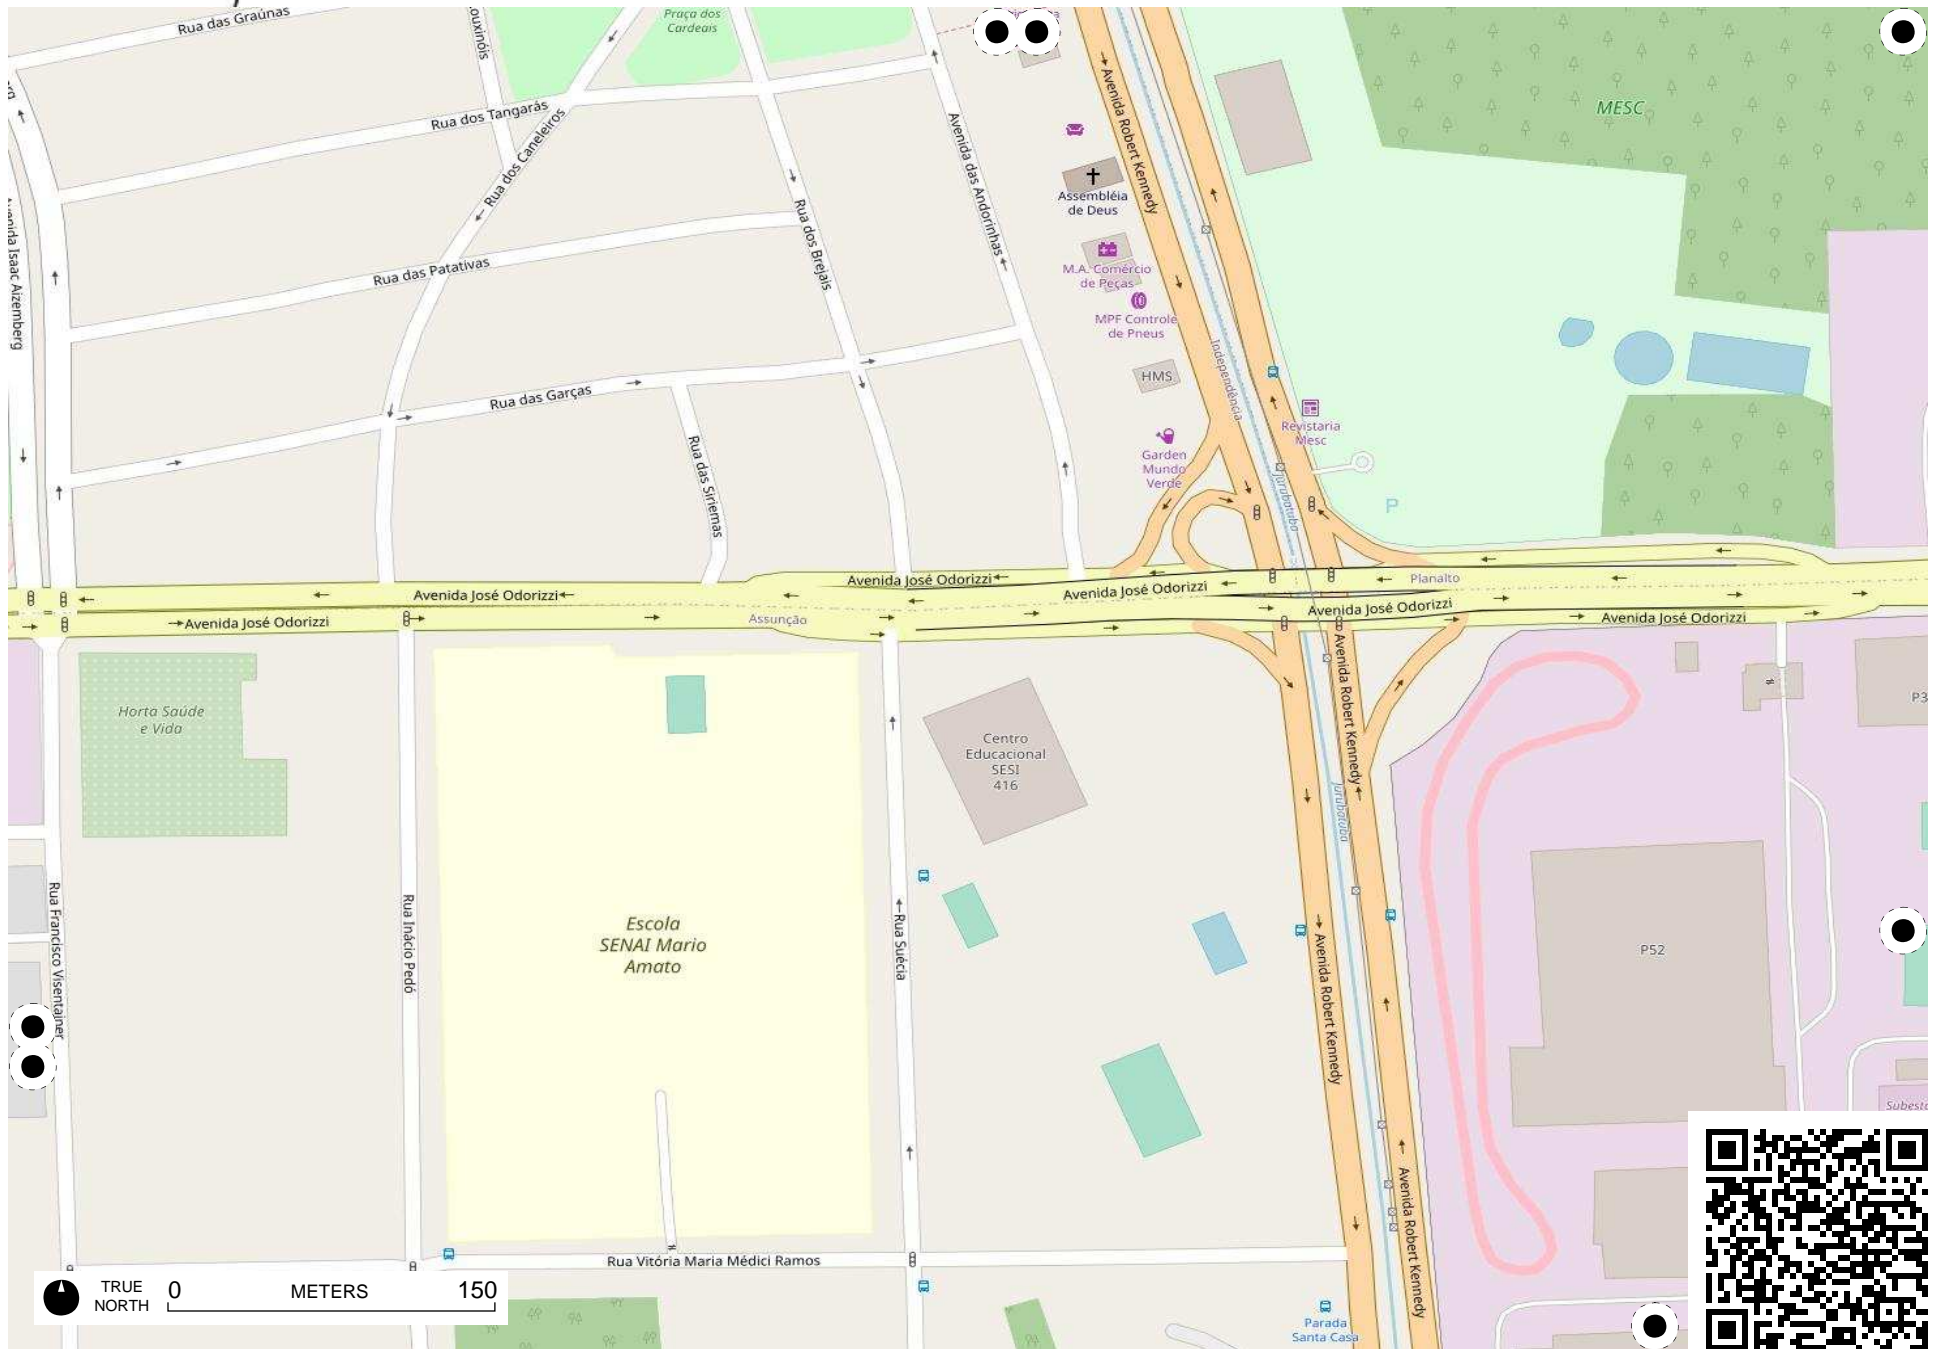 Rua das Graúnas
Praça dos
Cardeais
Avenida Robert Kennedy
MESC
Rua dos Tangarás
Rua dos Caneleiros
Avenida das Andorinhas
Assembléia
de Deus
Avenida Isaac Aizemberg
Rua das Patativas
Rua dos Brejais
M.A. Comércio
de Peças
MPF Controle
de Pneus
Independência
HMS
Rua das Garças
Revistaria
Mesc
Garden
Mundo
Verde
Rua das Siriemas
Jurubatuba
P
Avenida José Odorizzi
Avenida José Odorizzi
Avenida José Odorizzi
Planalto
Avenida José Odorizzi
Assunção
Avenida José Odorizzi
Avenida José Odorizzi
Avenida Robert Kennedy
Horta Saúde
e Vida
Centro
Educacional
SESI
416
P3
Jurubatuba
Rua Francisco Visentainer
Rua Inácio Pedó
Escola
SENAI Mario
Amato
Rua Suécia
Avenida Robert Kennedy
P52
Avenida Robert Kennedy
Rua Vitória Maria Médici Ramos
TRUE
NORTH
0 METERS 150
Parada
Santa Casa